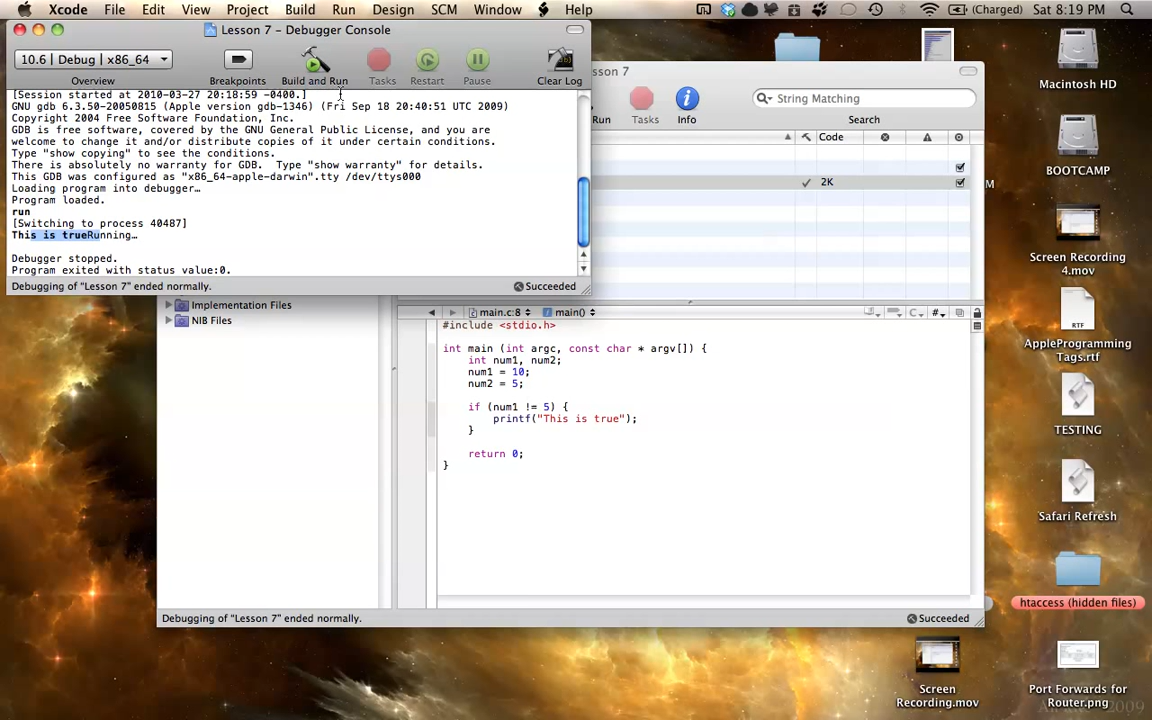 Xcode File Edit View Project Build Run Design SCM Window Help (Charged) Sat 8:19 PM
Lesson 7 – Debugger Console
10.6 | Debug | x86_64
Overview Breakpoints Build and Run Tasks Restart Pause Clear Log
[Session started at 2010-03-27 20:18:59 -0400.]
GNU gdb 6.3.50-20050815 (Apple version gdb-1346) (Fri Sep 18 20:40:51 UTC 2009)
Copyright 2004 Free Software Foundation, Inc.
GDB is free software, covered by the GNU General Public License, and you are
welcome to change it and/or distribute copies of it under certain conditions.
Type "show copying" to see the conditions.
There is absolutely no warranty for GDB.  Type "show warranty" for details.
This GDB was configured as "x86_64-apple-darwin".tty /dev/ttys000
Loading program into debugger…
Program loaded.
run
[Switching to process 40487]
This is trueRunning…
Debugger stopped.
Program exited with status value:0.
Debugging of "Lesson 7" ended normally. Succeeded
son 7
Run Tasks Info
String Matching
Search
Code
2K
Implementation Files
NIB Files
main.c:8 main() C #
#include <stdio.h>
int main (int argc, const char * argv[]) {
int num1, num2;
num1 = 10;
num2 = 5;
if (num1 != 5) {
printf("This is true");
}
return 0;
}
Debugging of "Lesson 7" ended normally. Succeeded
Macintosh HD
BOOTCAMP
M
Screen Recording
4.mov
RTF
AppleProgramming
Tags.rtf
TESTING
Safari Refresh
htaccess (hidden files)
Screen
Recording.mov
Port Forwards for
Router.png